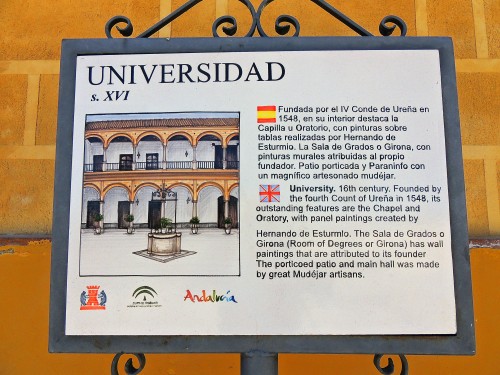 UNIVERSIDAD
s. XVI
Fundada por el IV Conde de Ureña en
1548, en su interior destaca la
Capilla u Oratorio, con pinturas sobre
tablas realizadas por Hernando de
Esturmio. La Sala de Grados o Girona, con
pinturas murales atribuidas al propio
fundador. Patio porticada y Paraninfo con
un magnífico artesonado mudéjar.
University. 16th century. Founded by
the fourth Count of Ureña in 1548, its
outstanding features are the Chapel and
Oratory, with panel paintings created by
Hernando de Esturmlo. The Sala de Grados o
Girona (Room of Degrees or Girona) has wall
paintings that are attributed to its founder
The porticoed patio and main hall was made
by great Mudéjar artisans.
Andalucía